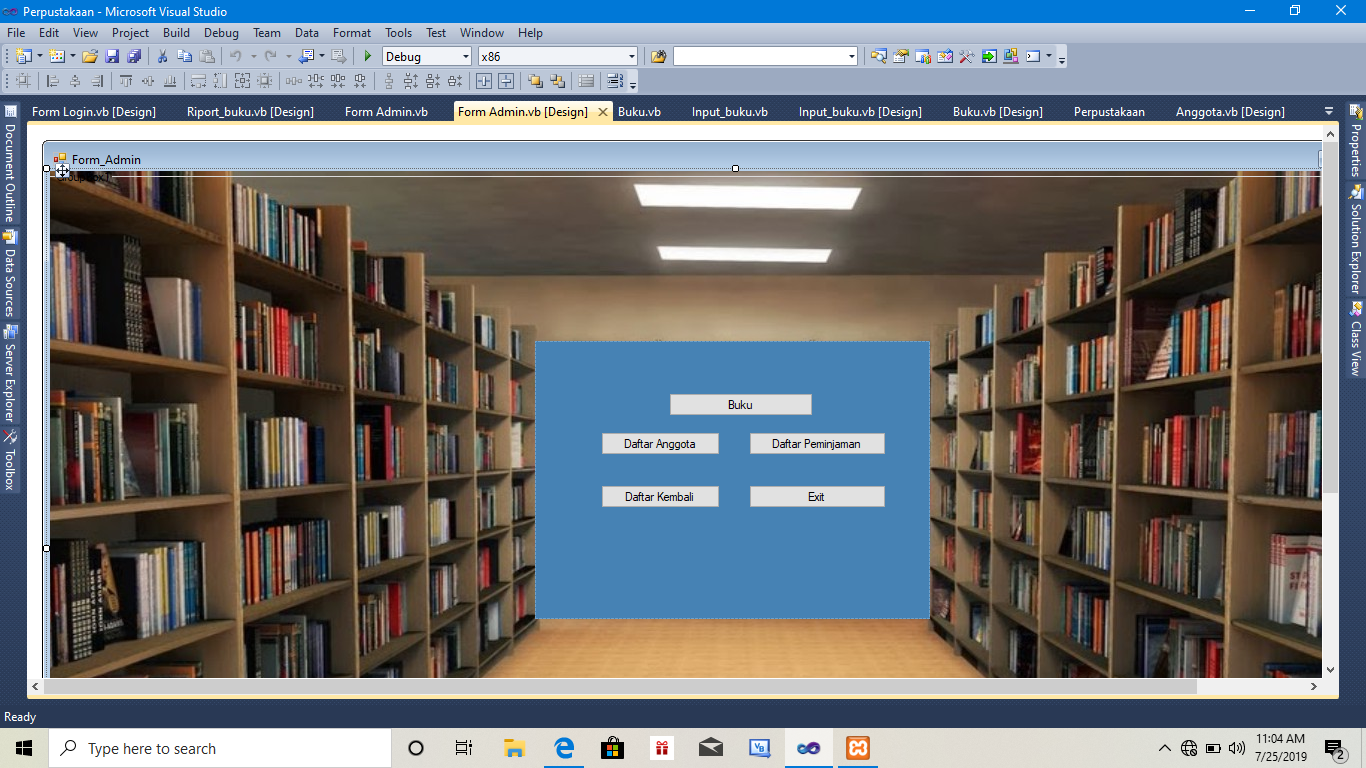 Perpustakaan - Microsoft Visual Studio
File Edit View Project Build Debug Team Data Format Tools Test Window Help
Debug x86
Form Login.vb [Design] Riport_buku.vb [Design] Form Admin.vb Form Admin.vb [Design] Buku.vb Input_buku.vb Input_buku.vb [Design] Buku.vb [Design] Perpustakaan Anggota.vb [Design]
Document Outline
Data Sources
Server Explorer
Toolbox
Properties
Solution Explorer
Class View
Form_Admin
Buku
Daftar Anggota Daftar Peminjaman
Daftar Kembali Exit
JOHN ADAMS
Ready
Type here to search
VB
11:04 AM
7/25/2019
2